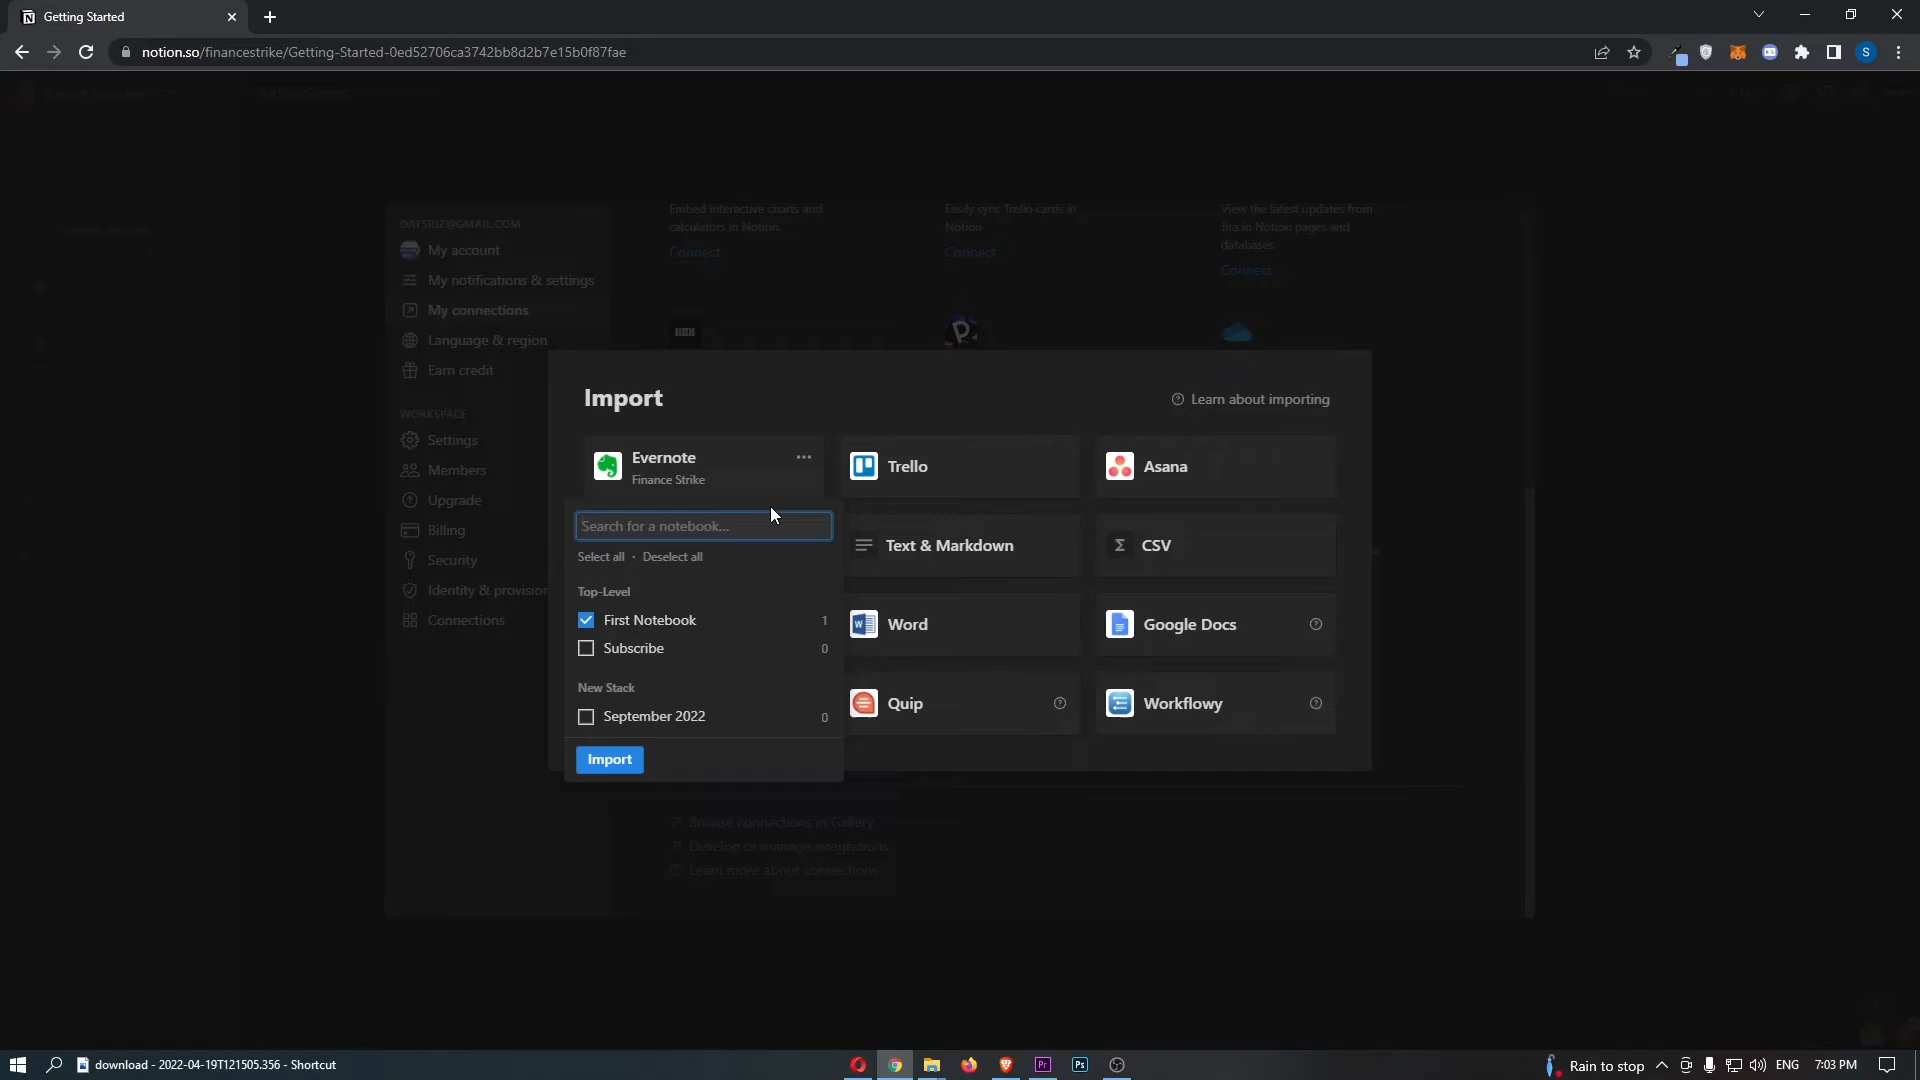 Getting Started
notion.so/financestrike/Getting-Started-0ed52706ca3742bb8d2b7e15b0f87fae
S
Embed interactive charts and
calculators in Notion.
Connect
Easily sync Trello cards in
Notion
Connect
View the latest updates from
Jira in Notion pages and
databases
Connect
DATSRIZ@GMAIL.COM
My account
My notifications & settings
My connections
Language & region
Earn credit
WORKSPACE
Settings
Members
Upgrade
Billing
Security
Identity & provision
Connections
HEX
Import
Learn about importing
Evernote
Finance Strike
Trello
Asana
Search for a notebook...
Select all · Deselect all
Text & Markdown
CSV
Top-Level
First Notebook 1
Subscribe 0
Word
Google Docs
New Stack
September 2022 0
Quip
Workflowy
Import
Browse connections in Gallery
Develop or manage integrations
Learn more about connections
download - 2022-04-19T121505.356 - Shortcut
Pr
Ps
Rain to stop
ENG
7:03 PM